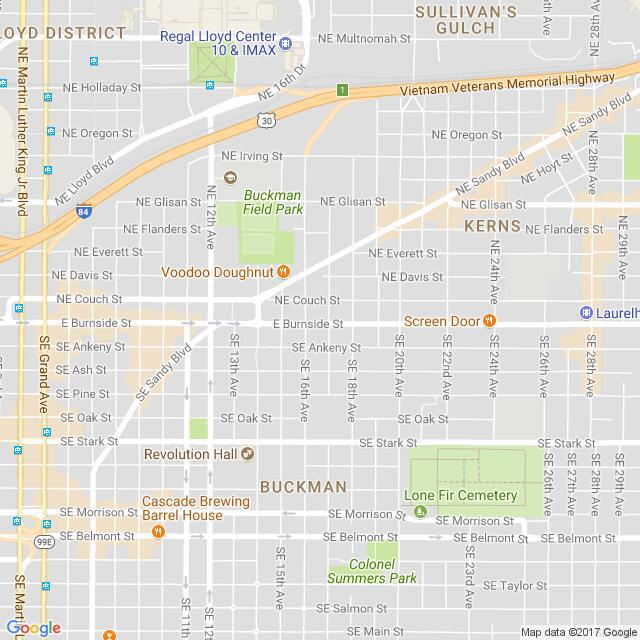 SULLIVAN'S
GULCH
OYD DISTRICT
Regal Lloyd Center
10 & IMAX
NE Multnomah St
NE 28th Ave
NE Holladay St
NE 16th Dr
1
Vietnam Veterans Memorial Highway
NE Martin Luther King Jr Blvd
NE Oregon St
30
NE Oregon St
NE Sandy Blvd
NE Lloyd Blvd
NE Irving St
NE Sandy Blvd
NE Hoyt St
NE 28th Ave
NE 12th Ave
Buckman
Field Park
84
NE Glisan St
NE Glisan St
NE Glisan St
NE Flanders St
KERNS
NE Flanders St
NE 29th Ave
NE Everett St
NE Everett St
NE 24th Ave
NE Davis St
Voodoo Doughnut
NE Davis St
NE Couch St
NE Couch St
E Burnside St
E Burnside St
Screen Door
Laurelh
SE Grand Ave
SE Ankeny St
SE Sandy Blvd
SE 13th Ave
SE Ankeny St
SE 16th Ave
SE 18th Ave
SE 20th Ave
SE 22nd Ave
SE 24th Ave
SE 26th Ave
SE 28th Ave
SE Ash St
SE Pine St
SE Oak St
SE Oak St
SE Oak St
SE Stark St
SE Stark St
SE Stark St
Revolution Hall
BUCKMAN
Lone Fir Cemetery
SE 26th Ave
SE 27th Ave
SE 28th Ave
SE 29th Ave
Cascade Brewing
Barrel House
SE Morrison St
SE Morrison St
SE Morrison St
99E
SE Belmont St
SE Belmont St
SE Belmont St
SE 15th Ave
Colonel
Summers Park
SE 23rd Ave
SE Taylor St
SE 11th
SE 12th
SE Salmon St
SE Main St
Google
Map data ©2017 Google